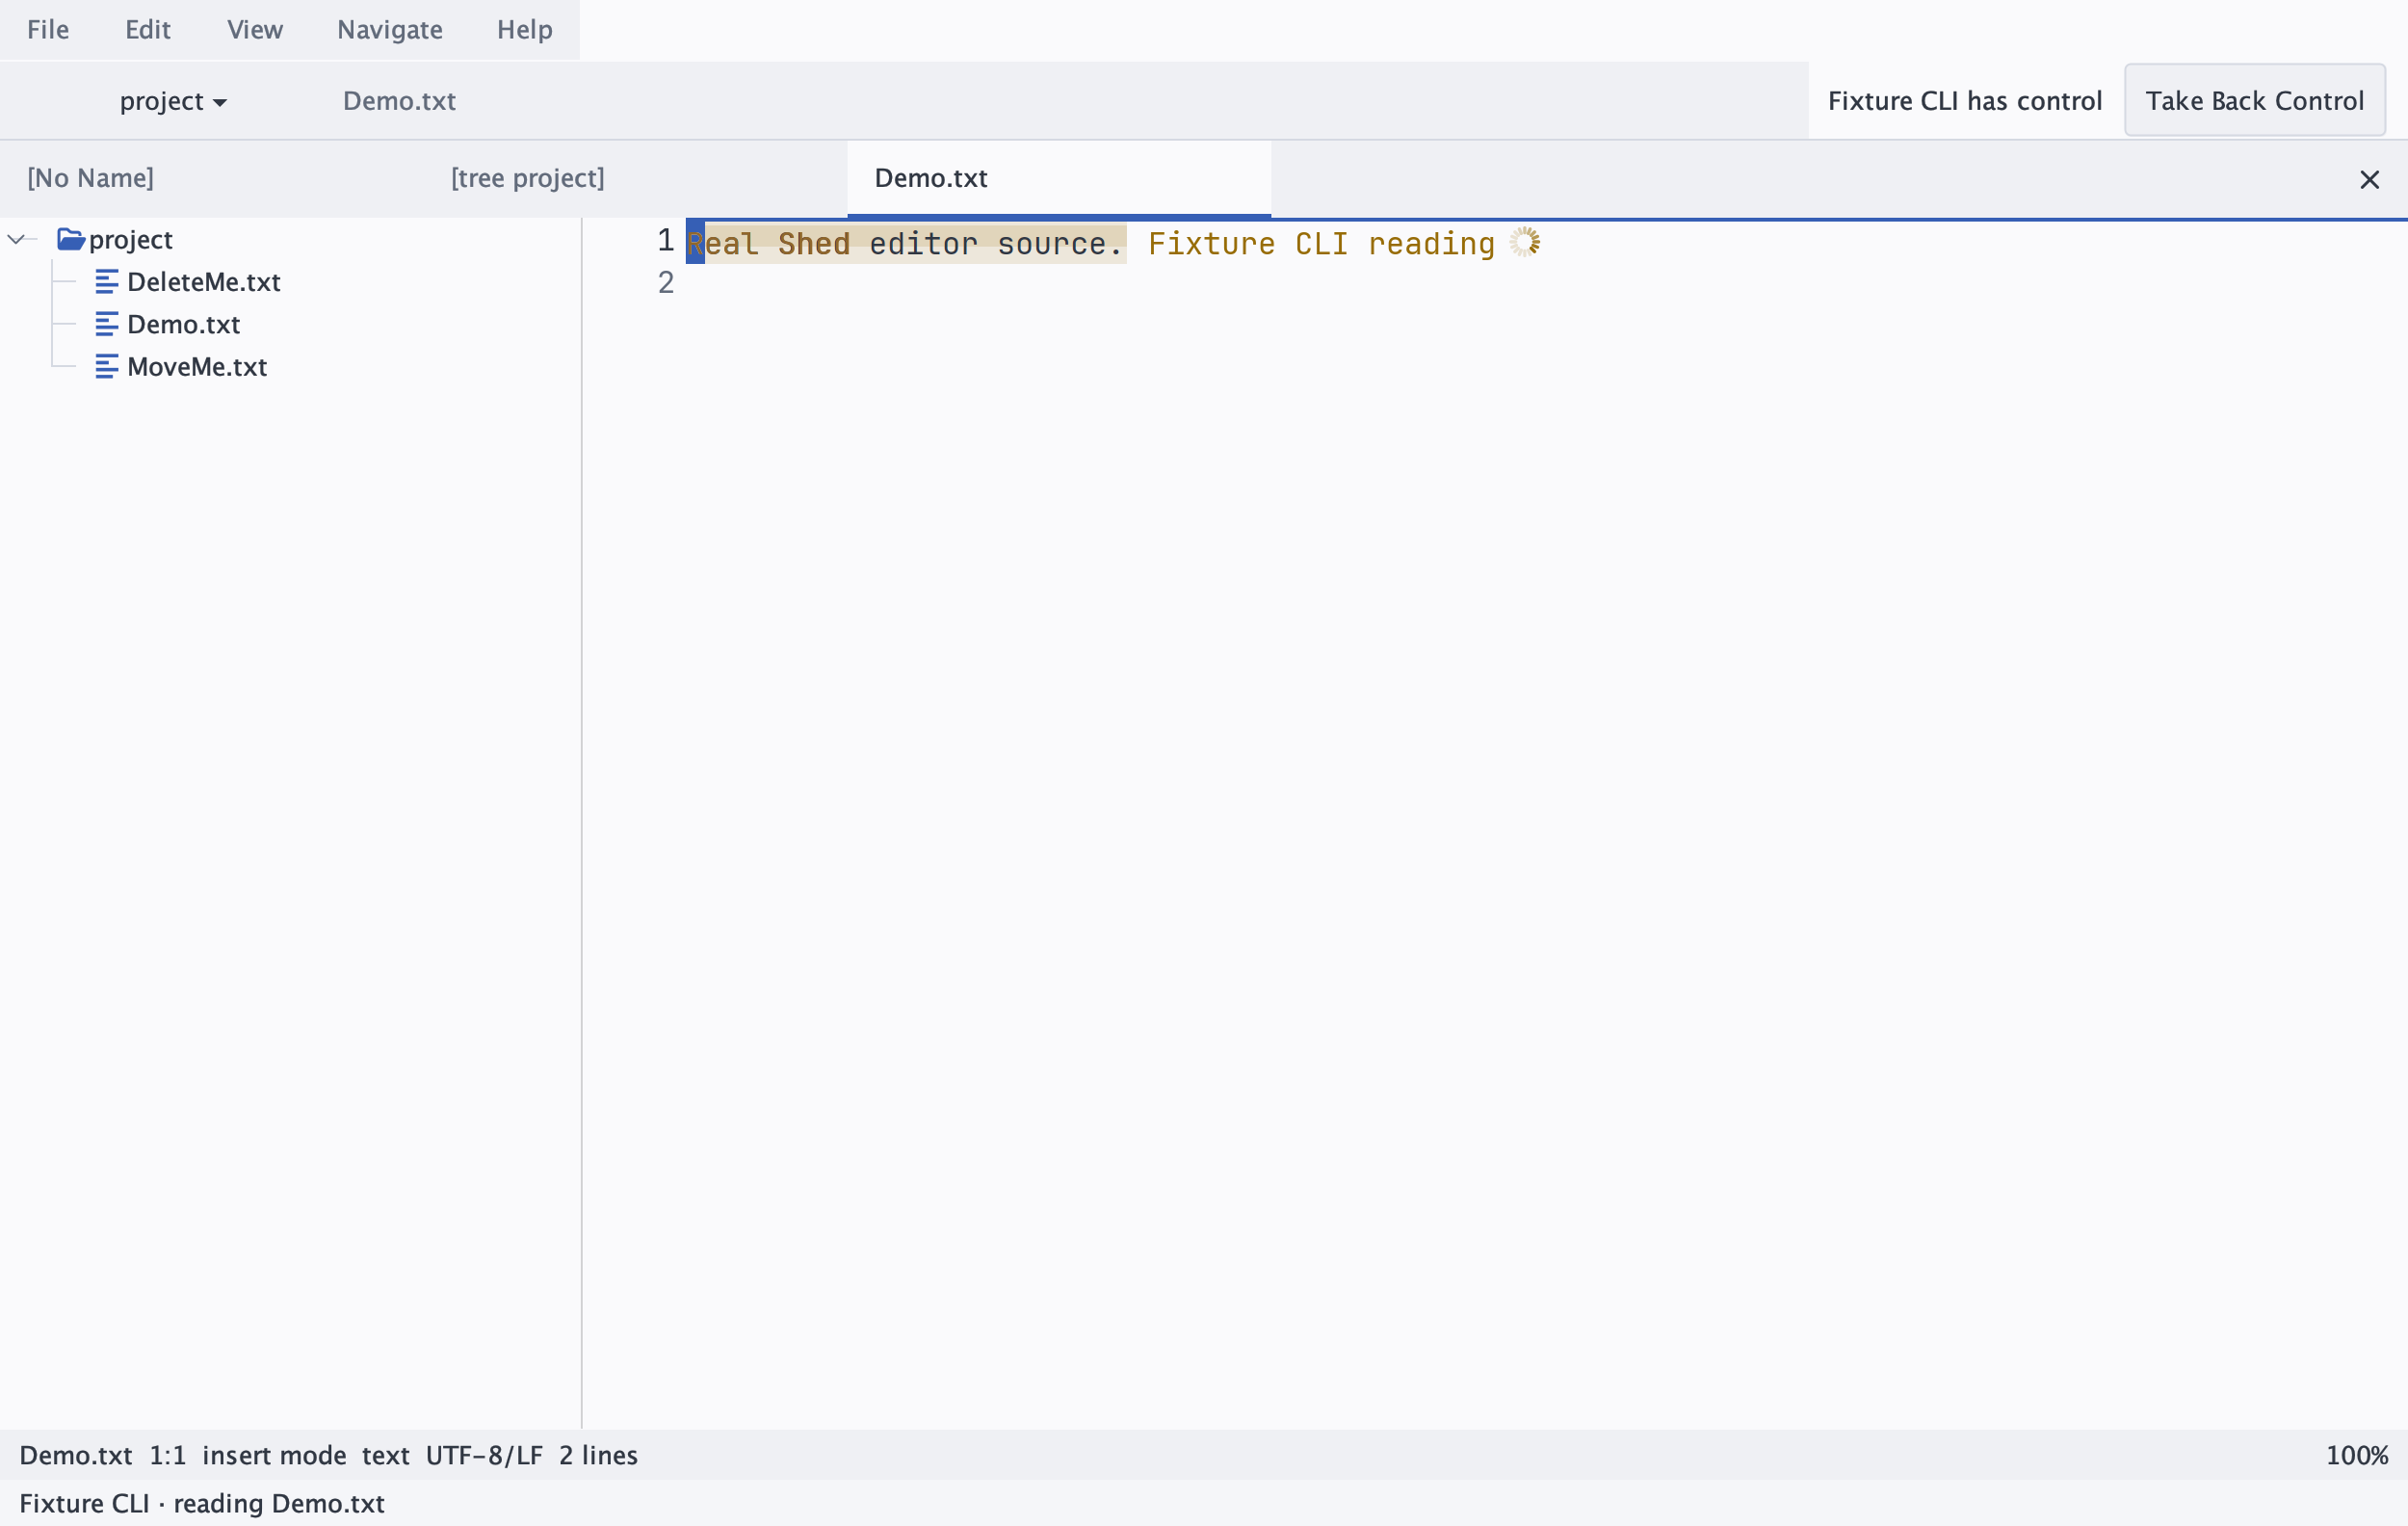 File Edit View Navigate Help
project Demo.txt Fixture CLI has control Take Back Control
[No Name] [tree project] Demo.txt
project
DeleteMe.txt
Demo.txt
MoveMe.txt
1 Real Shed editor source. Fixture CLI reading
2
Demo.txt 1:1 insert mode text UTF-8/LF 2 lines 100%
Fixture CLI · reading Demo.txt